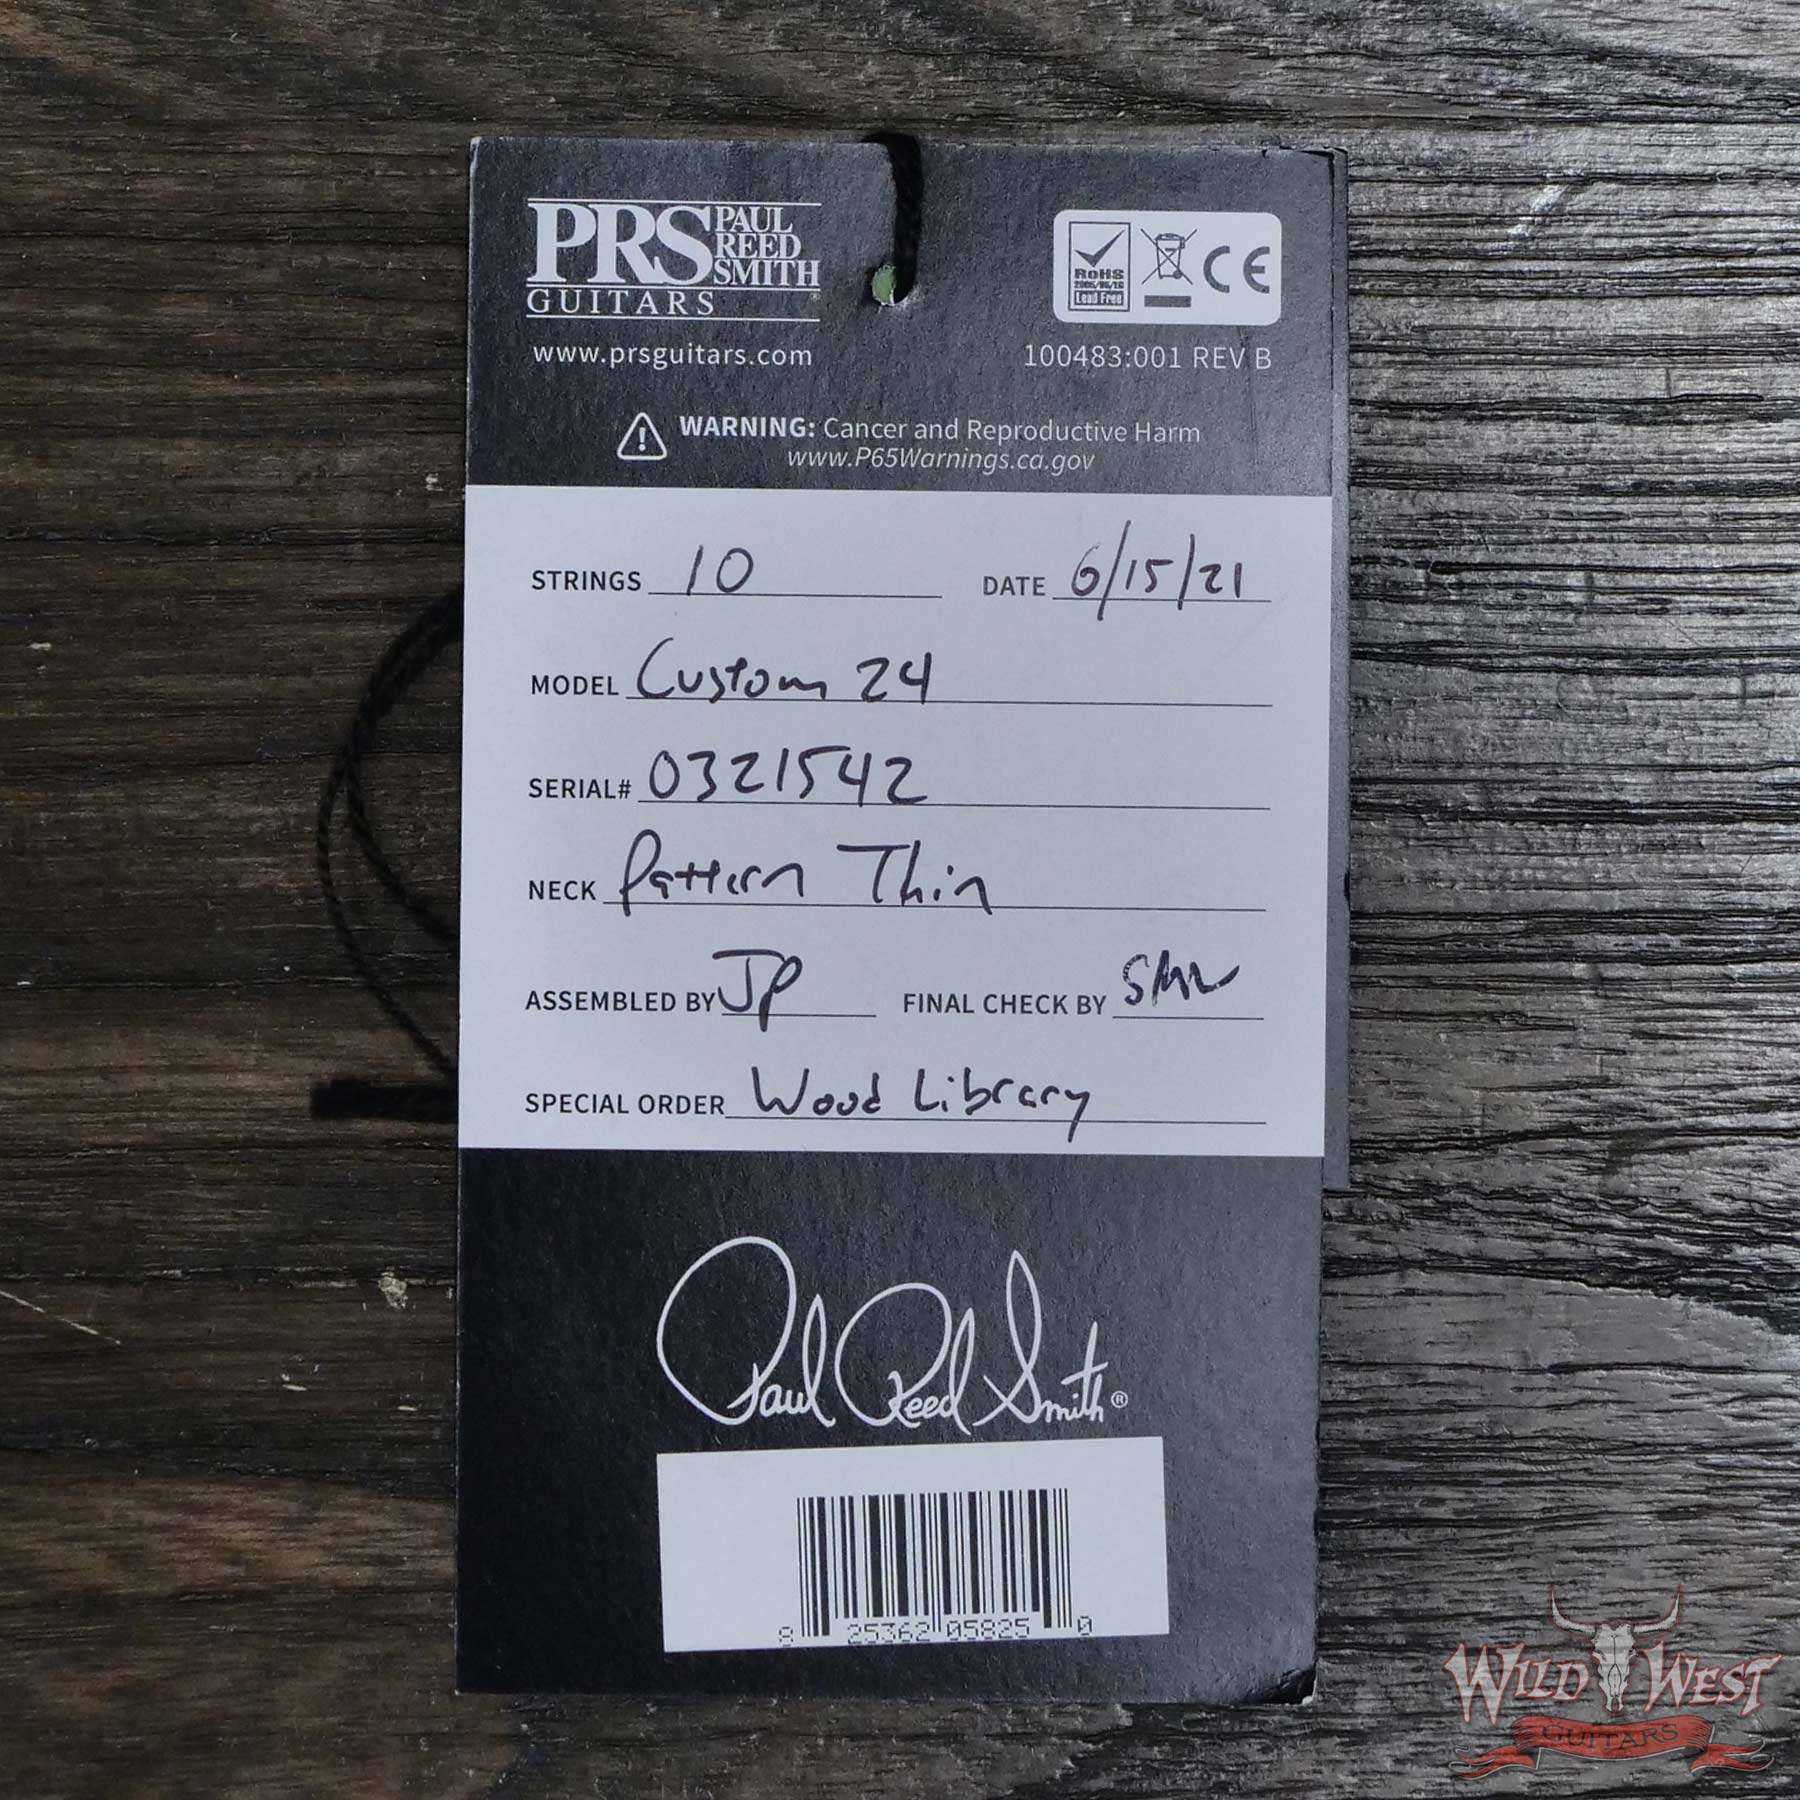 PRS PAUL REED SMITH
GUITARS
www.prsguitars.com
RoHS
2005/95/EC
Lead Free
CE
100483:001 REV B
WARNING: Cancer and Reproductive Harm
www.P65Warnings.ca.gov
STRINGS 10 DATE 6/15/21
MODEL Custom 24
SERIAL# 0321542
NECK Pattern Thin
ASSEMBLED BY JP FINAL CHECK BY
SPECIAL ORDER Wood Library
Paul Reed Smith®
8 25362 05825 0
WILD WEST
GUITARS